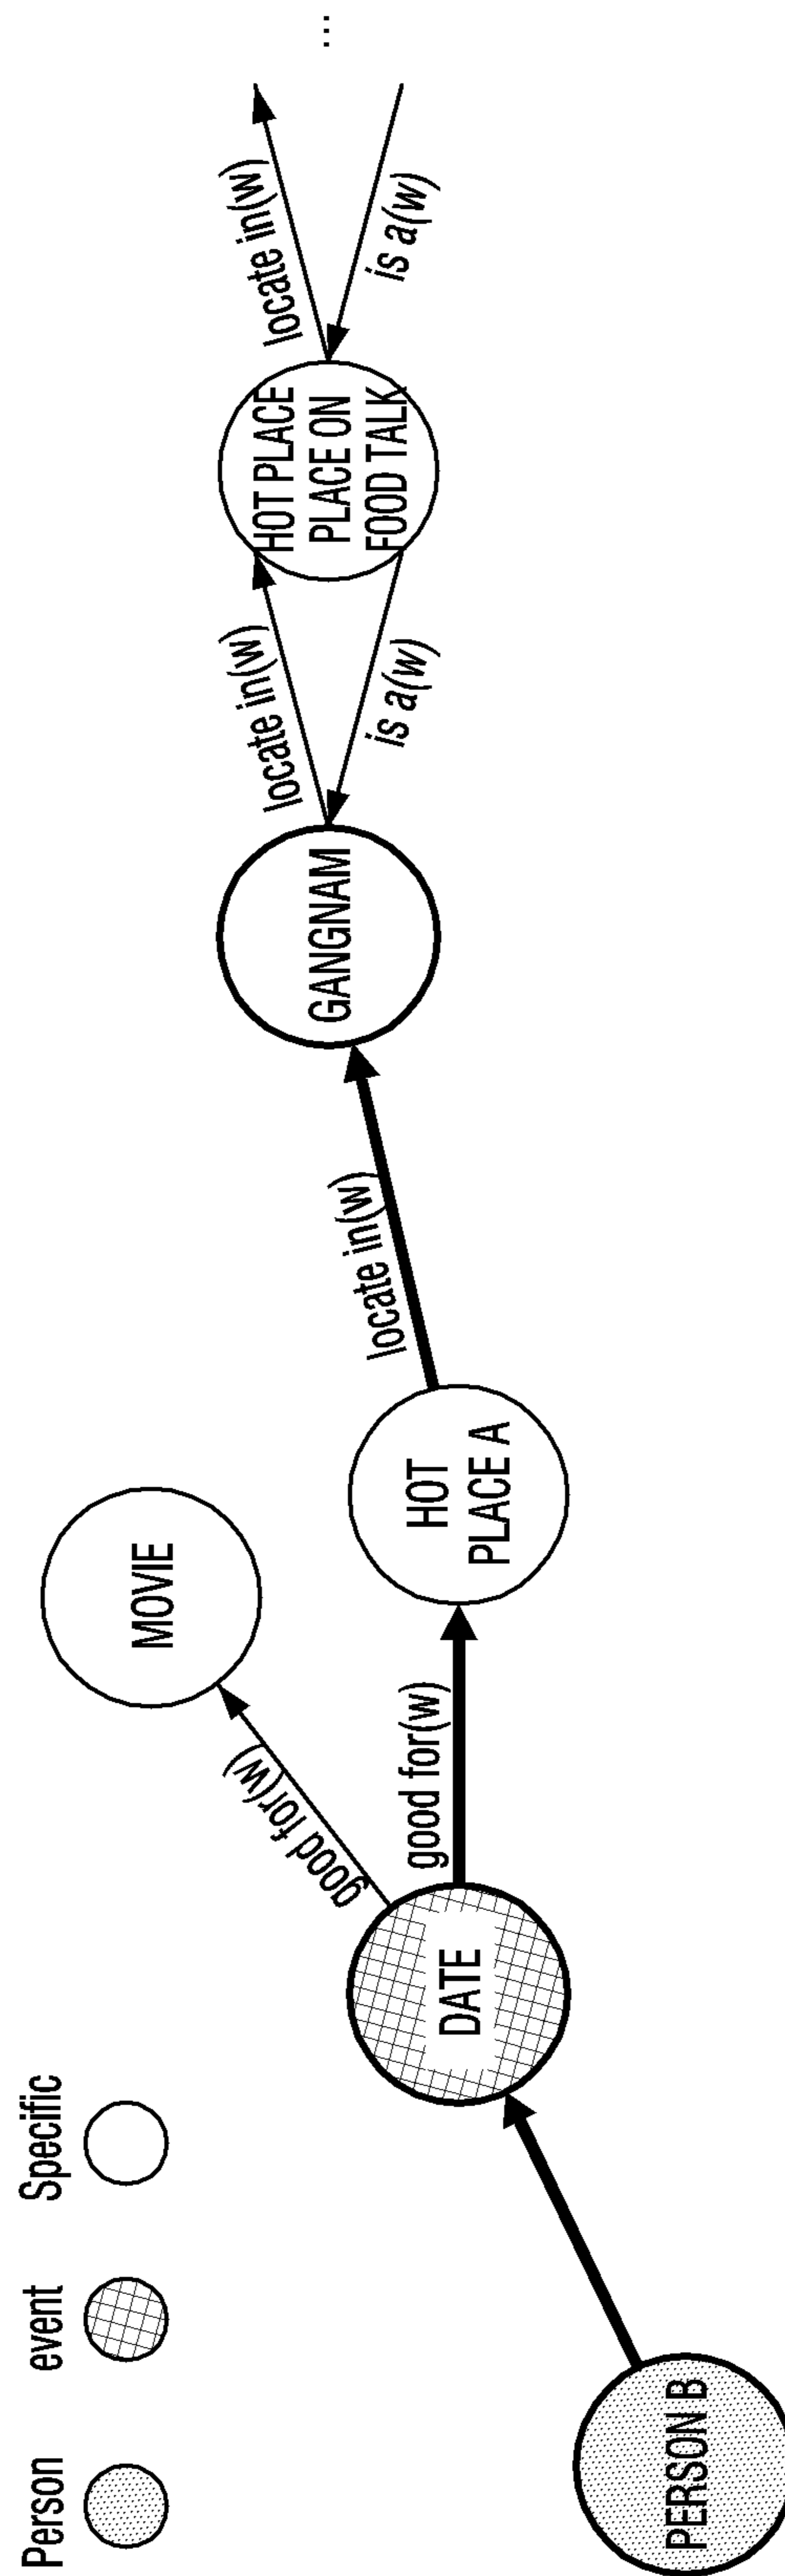 Person
event
Specific
PERSON B
DATE
good for(w)
MOVIE
good for(w)
HOT
PLACE A
locate in(w)
GANGNAM
locate in(w)
is a(w)
HOT PLACE
PLACE ON
FOOD TALK
locate in(w)
is a(w)
...